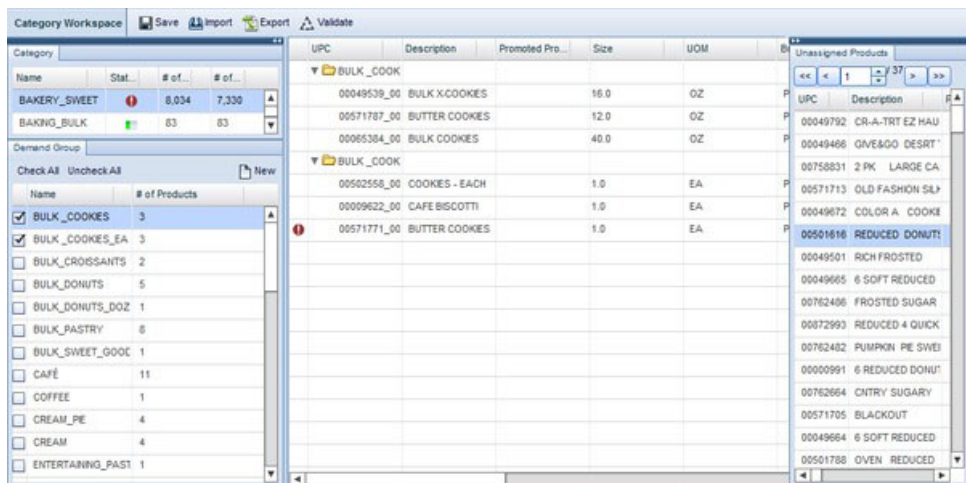 Category Workspace Save Import Export Validate
Category
Name Stat... # of... # of...
BAKERY_SWEET 8,034 7,330
BAKING_BULK 83 83
Demand Group
Check All Uncheck All New
Name # of Products
BULK_COOKIES 3
BULK_COOKIES_EA 3
BULK_CROISSANTS 2
BULK_DONUTS 5
BULK_DONUTS_DOZ 1
BULK_PASTRY 8
BULK_SWEET_GOOD 1
CAFÉ 11
COFFEE 1
CREAM_PIE 4
CREAM 4
ENTERTAINING_PAST 1
UPC Description Promoted Pro... Size UOM
BULK_COOK
00049539_00 BULK X-COOKIES 16.0 OZ
00571787_00 BUTTER COOKIES 12.0 OZ
00065384_00 BULK COOKIES 40.0 OZ
BULK_COOK
00502558_00 COOKIES - EACH 1.0 EA
00009622_00 CAFE BISCOTTI 1.0 EA
00571771_00 BUTTER COOKIES 1.0 EA
Unassigned Products
<< < 1 / 37 > >>
UPC Description
00049792 CR-A-TRT EZ HAU
00049466 GIVE&GO DESRT
00758831 2 PK LARGE CA
00571713 OLD FASHION SILK
00049672 COLOR A COOKIE
00501616 REDUCED DONUTS
00049501 RICH FROSTED
00049665 6 SOFT REDUCED
00762486 FROSTED SUGAR
00872993 REDUCED 4 QUICK
00762482 PUMPKIN PIE SWEE
00000991 6 REDUCED DONUT
00762664 CNTRY SUGARY
00571705 BLACKOUT
00049664 6 SOFT REDUCED
00501788 OVEN REDUCED